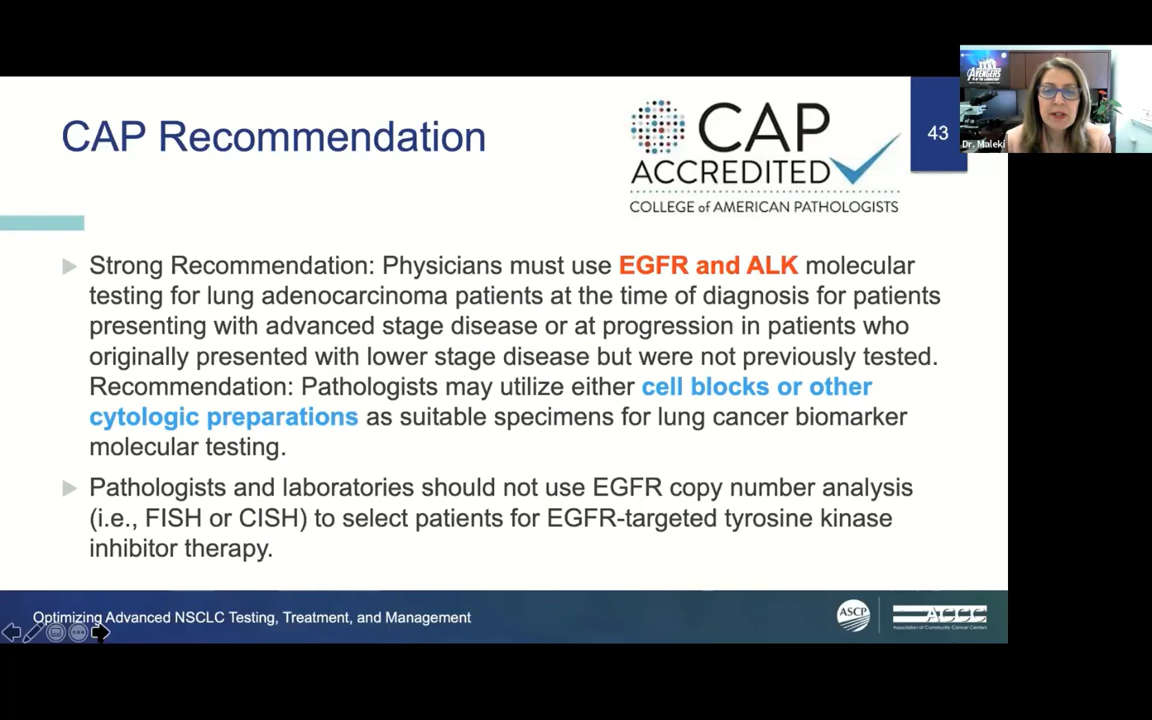 CAP Recommendation
CAP
ACCREDITED
COLLEGE of AMERICAN PATHOLOGISTS
43
AVENGERS
Dr. Maleki
Strong Recommendation: Physicians must use EGFR and ALK molecular
testing for lung adenocarcinoma patients at the time of diagnosis for patients
presenting with advanced stage disease or at progression in patients who
originally presented with lower stage disease but were not previously tested.
Recommendation: Pathologists may utilize either cell blocks or other
cytologic preparations as suitable specimens for lung cancer biomarker
molecular testing.
Pathologists and laboratories should not use EGFR copy number analysis
(i.e., FISH or CISH) to select patients for EGFR-targeted tyrosine kinase
inhibitor therapy.
Optimizing Advanced NSCLC Testing, Treatment, and Management
ASCP
ACCC
Association of Community Cancer Centers